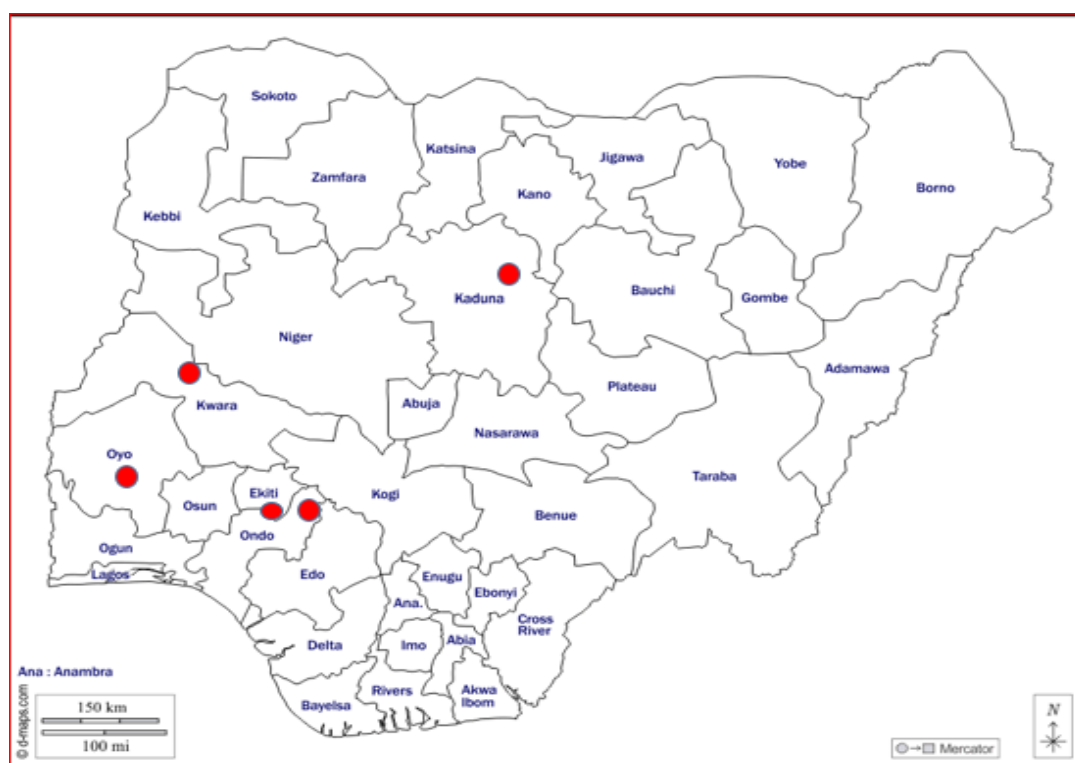 Sokoto
Katsina
Jigawa
Yobe
Zamfara
Kano
Borno
Kebbi
Kaduna
Bauchi
Gombe
Niger
Adamawa
Plateau
Kwara
Abuja
Nasarawa
Oyo
Taraba
Ekiti
Kogi
Osun
Benue
Ondo
Ogun
Lagos
Edo
Enugu
Ebonyi
Ana.
Cross
River
Delta
Imo
Abia
Ana : Anambra
Rivers
Akwa
Ibom
Bayelsa
150 km
100 mi
© d-maps.com
N
Mercator